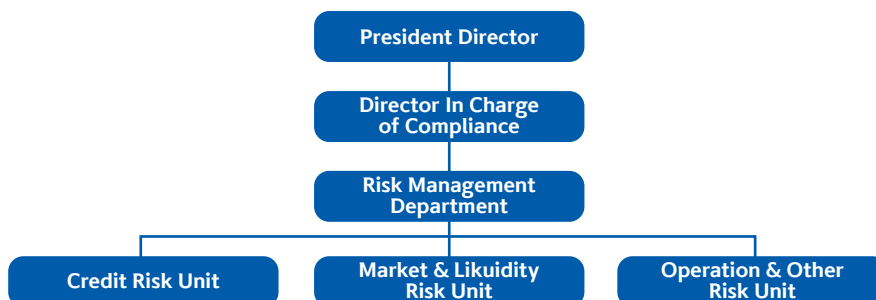 President Director
Director In Charge
of Compliance
Risk Management
Department
Credit Risk Unit
Market & Likuidity
Risk Unit
Operation & Other
Risk Unit